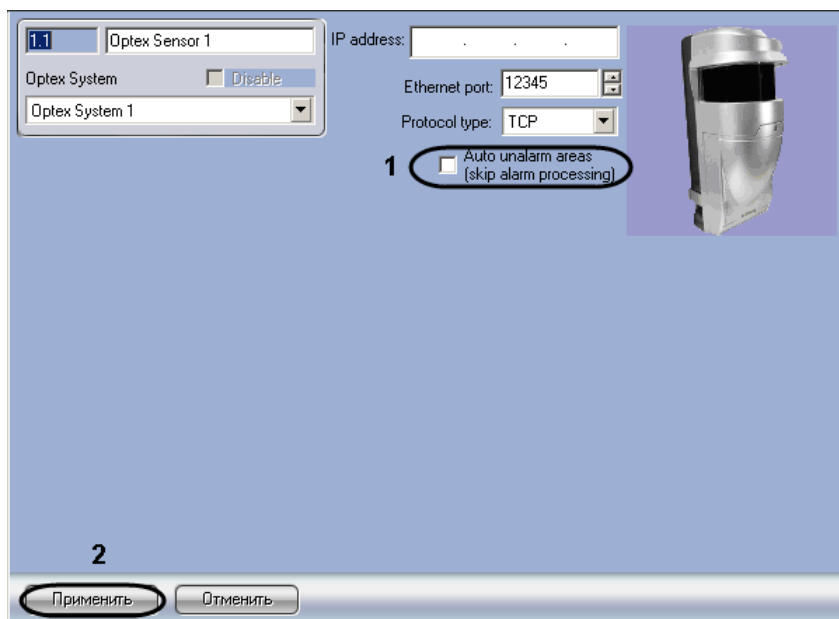 1.1
Optex Sensor 1
Optex System
Disable
Optex System 1
IP address: . . .
Ethernet port: 12345
Protocol type: TCP
1
Auto unalarm areas
(skip alarm processing)
2
Применить
Отменить